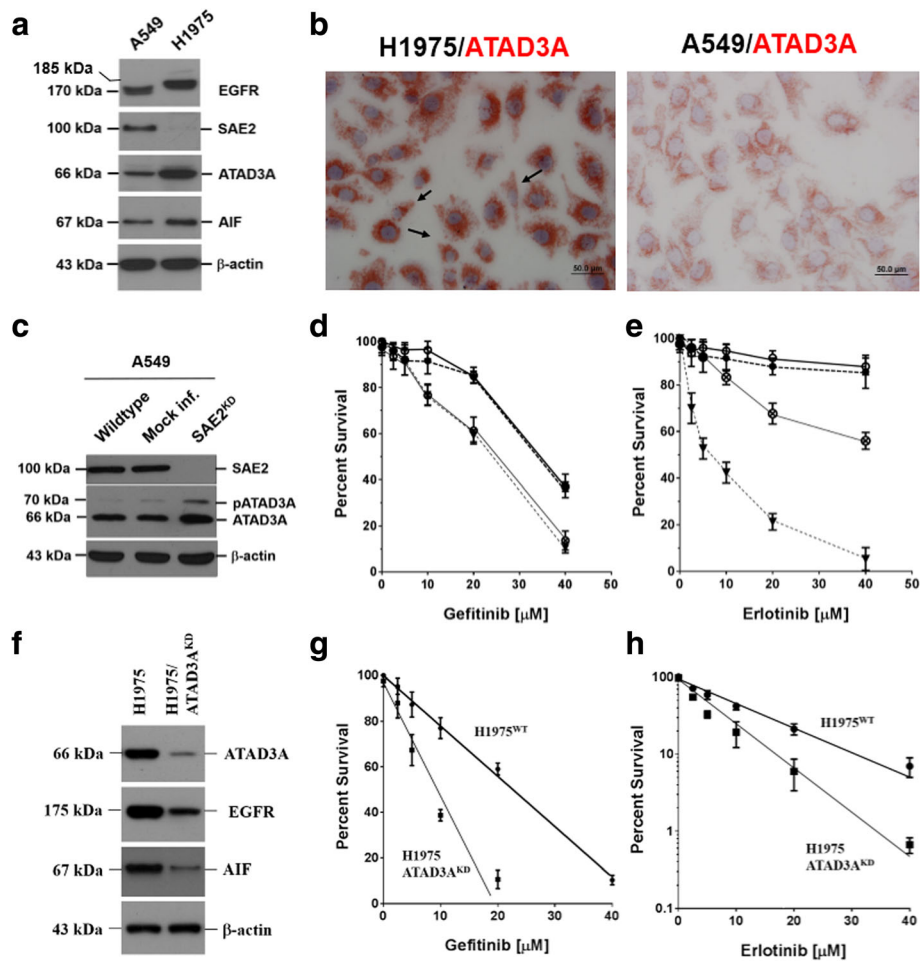 a
A549
H1975
185 kDa
170 kDa
EGFR
100 kDa
SAE2
66 kDa
ATAD3A
67 kDa
AIF
43 kDa
β-actin
b
H1975/ATAD3A
A549/ATAD3A
50.0 µm
50.0 µm
c
A549
Wildtype
Mock inf.
SAE2KD
100 kDa
SAE2
70 kDa
pATAD3A
66 kDa
ATAD3A
43 kDa
β-actin
d
Percent Survival
100
80
60
40
20
0
0 10 20 30 40 50
Gefitinib [µM]
e
Percent Survival
100
80
60
40
20
0
0 10 20 30 40 50
Erlotinib [µM]
f
H1975
H1975/
ATAD3AKD
66 kDa
ATAD3A
175 kDa
EGFR
67 kDa
AIF
43 kDa
β-actin
g
Percent Survival
100
80
60
40
20
0
0 10 20 30 40
H1975WT
H1975
ATAD3AKD
Gefitinib [µM]
h
Percent Survival
100
10
1
0.1
0 10 20 30 40
H1975WT
H1975
ATAD3AKD
Erlotinib [µM]